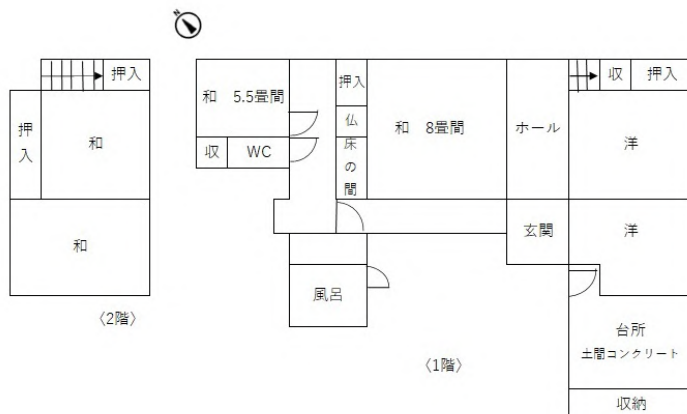 N
押入
押入
和
和
〈2階〉
和 5.5畳間
収
WC
押入
仏
床の間
和 8畳間
ホール
収
押入
洋
玄関
洋
風呂
台所
土間コンクリート
収納
〈1階〉